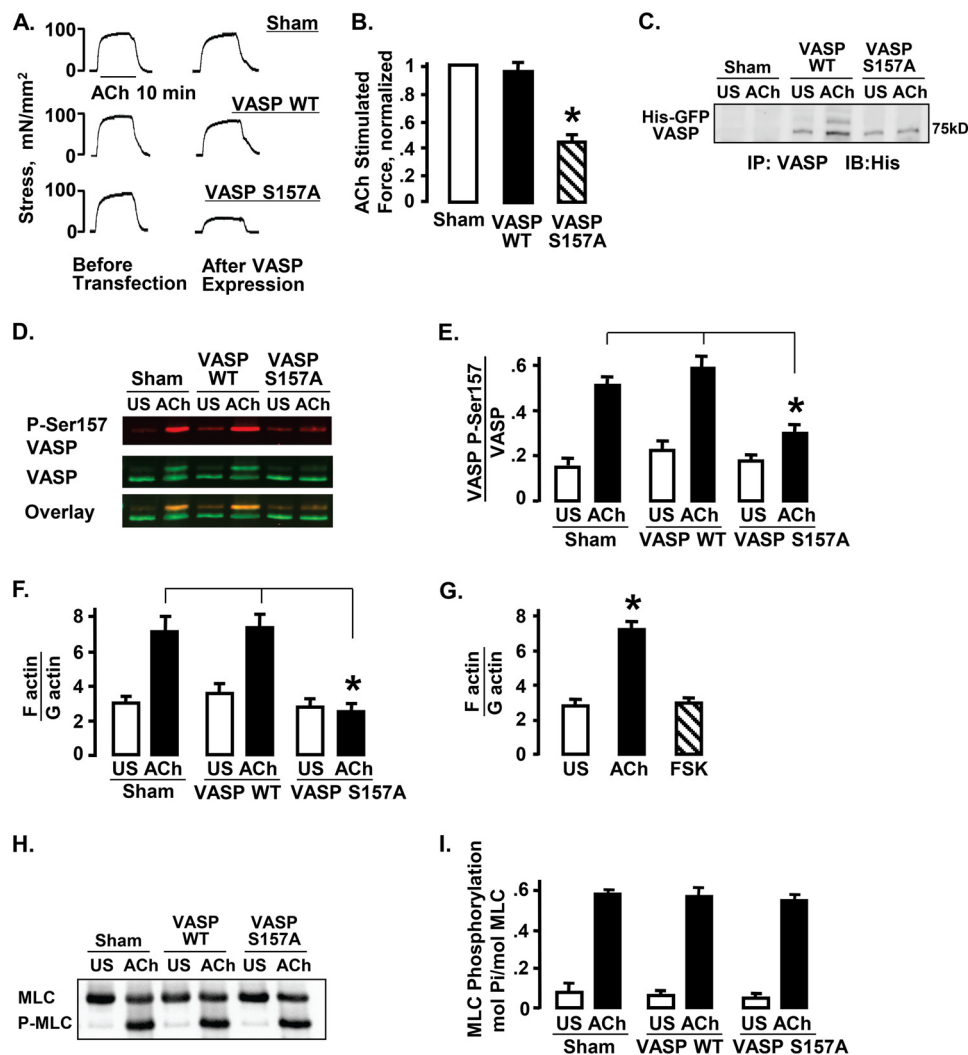 A.
Sham
100
0
ACh 10 min
VASP WT
100
0
VASP S157A
100
0
Stress, mN/mm²
Before
Transfection
After VASP
Expression
B.
ACh Stimulated
Force, normalized
1
.8
.6
.4
.2
0
*
Sham
VASP
WT
VASP
S157A
C.
Sham
VASP
WT
VASP
S157A
US ACh US ACh US ACh
His-GFP
VASP
75kD
IP: VASP IB:His
D.
Sham
VASP
WT
VASP
S157A
US ACh US ACh US ACh
P-Ser157
VASP
VASP
Overlay
E.
VASP P-Ser157
VASP
.6
.4
.2
0
*
US ACh US ACh US ACh
Sham VASP WT VASP S157A
F.
F actin
G actin
8
6
4
2
0
*
US ACh US ACh US ACh
Sham VASP WT VASP S157A
G.
F actin
G actin
8
6
4
2
0
*
US ACh FSK
H.
Sham
VASP
WT
VASP
S157A
US ACh US ACh US ACh
MLC
P-MLC
I.
MLC Phosphorylation
mol Pi/mol MLC
.6
.4
.2
0
US ACh US ACh US ACh
Sham VASP WT VASP S157A